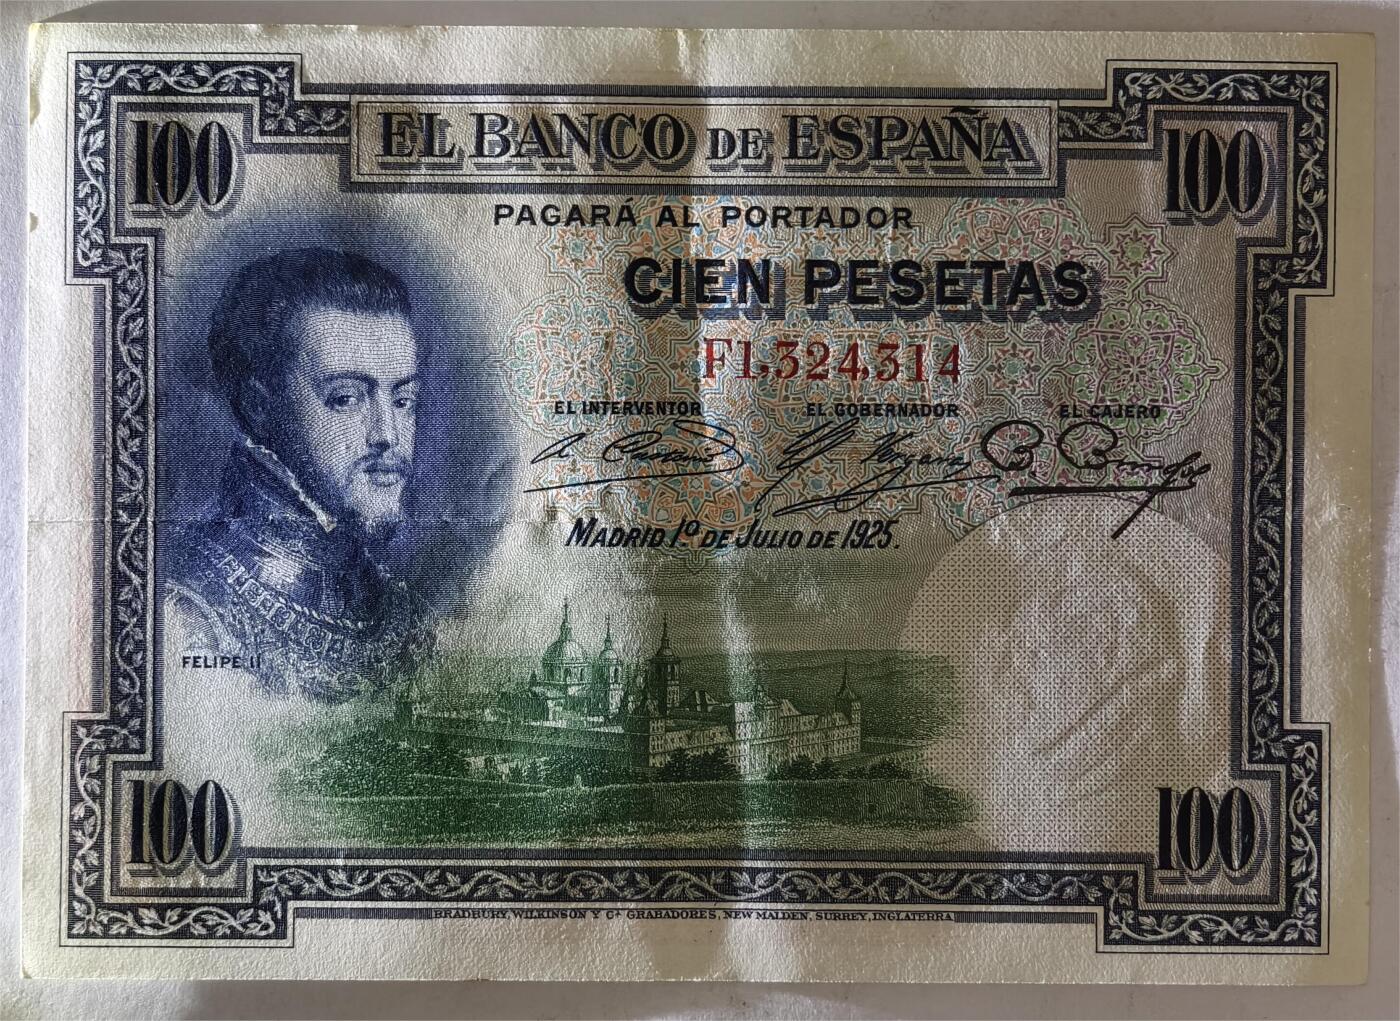 100
EL BANCO DE ESPAÑA
100
PAGARÁ AL PORTADOR
CIEN PESETAS
F1,324,314
EL INTERVENTOR EL GOBERNADOR EL CAJERO
MADRID 1º DE JULIO DE 1925.
FELIPE II
100
100
BRADBURY, WILKINSON Y Cª GRABADORES, NEW MALDEN, SURREY, INGLATERRA